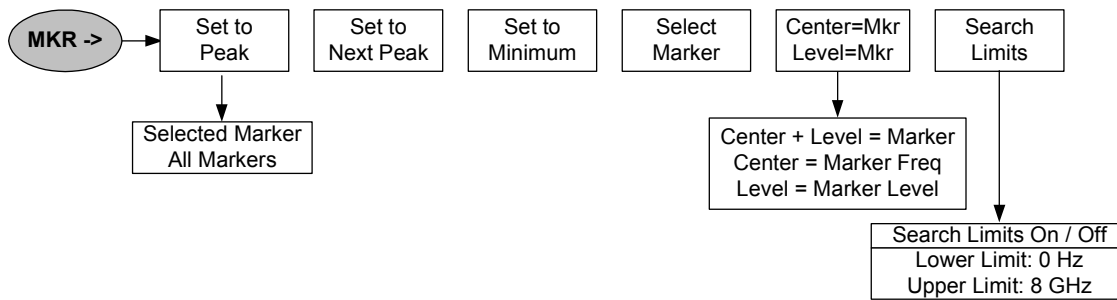 MKR ->
Set to
Peak
Set to
Next Peak
Set to
Minimum
Select
Marker
Center=Mkr
Level=Mkr
Search
Limits
Selected Marker
All Markers
Center + Level = Marker
Center = Marker Freq
Level = Marker Level
Search Limits On / Off
Lower Limit: 0 Hz
Upper Limit: 8 GHz